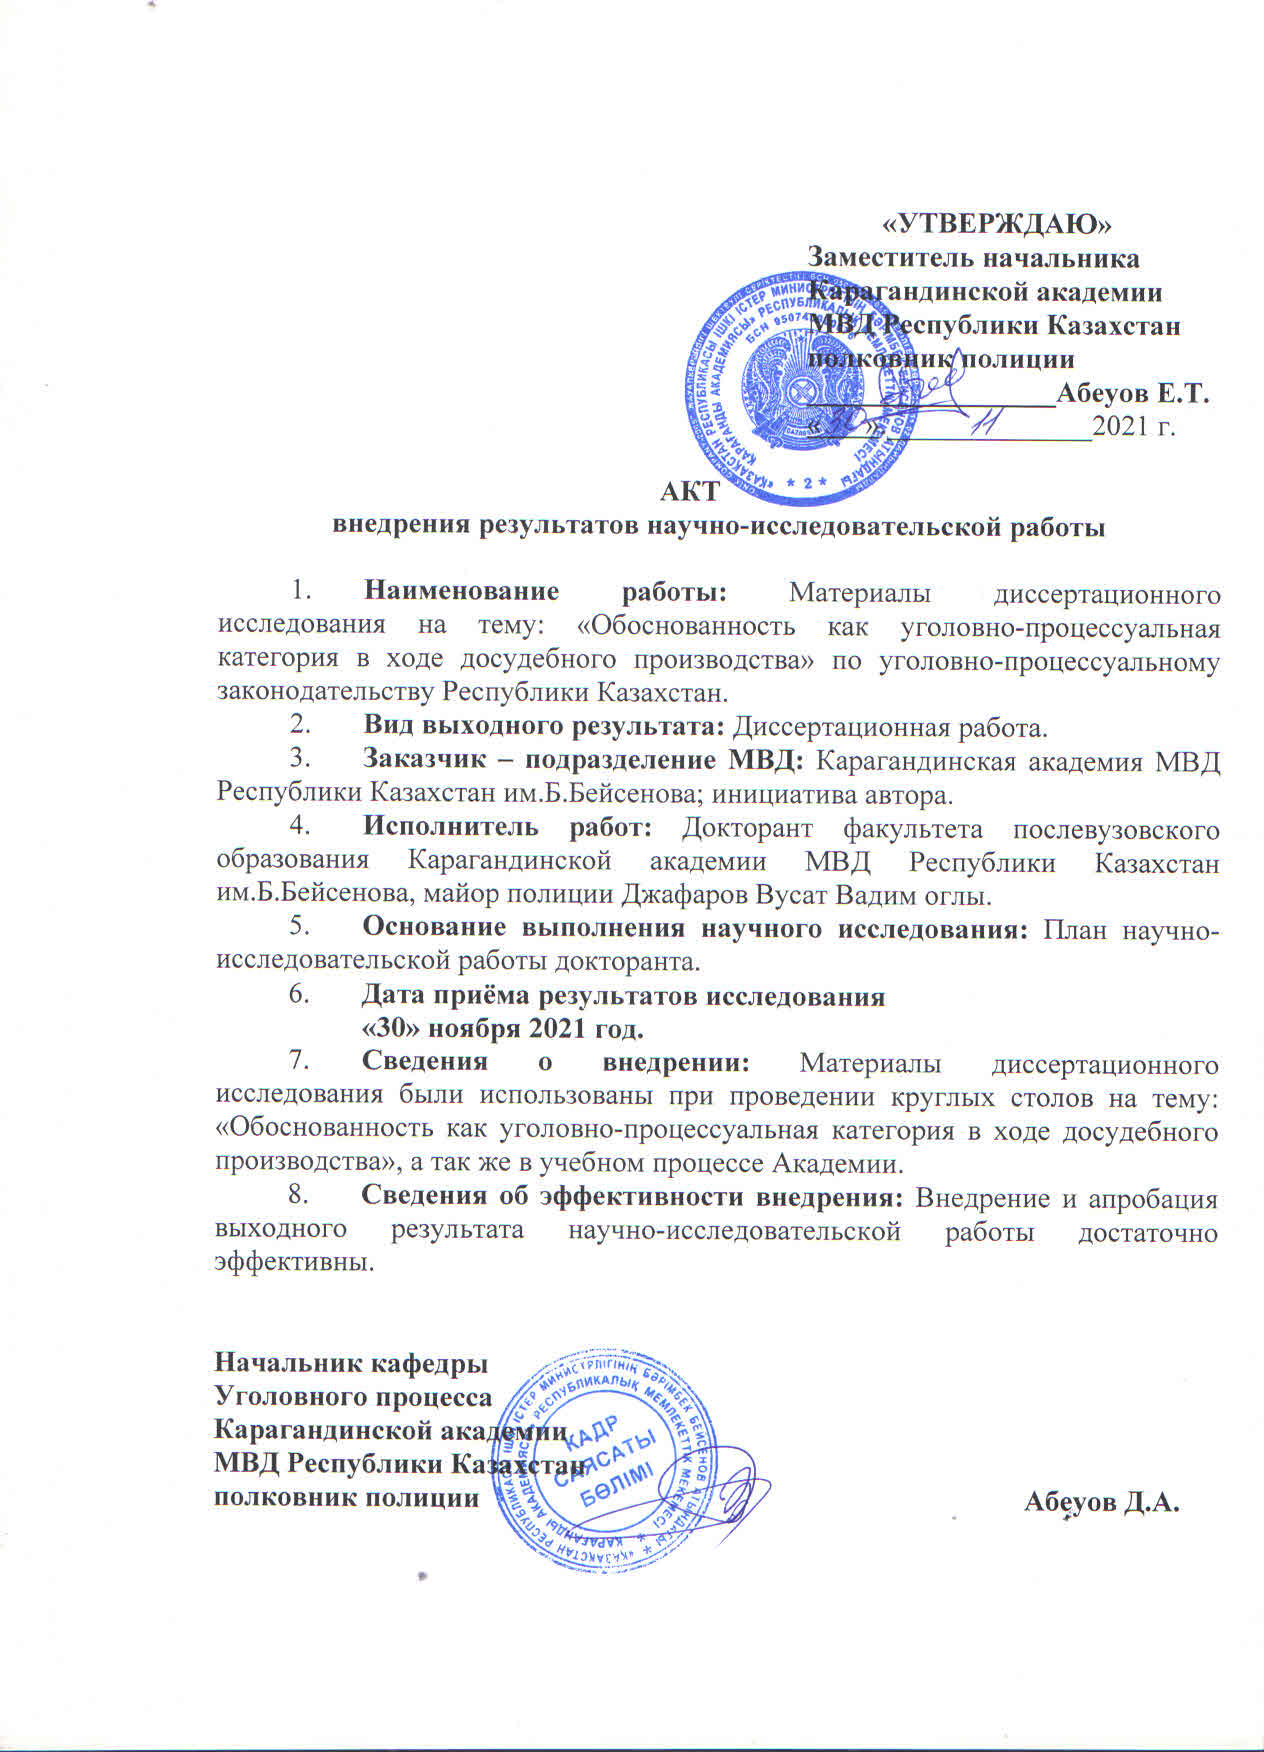 «УТВЕРЖДАЮ»
Заместитель начальника
Карагандинской академии
МВД Республики Казахстан
полковник полиции
Абеуов Е.Т.
«30» 11 2021 г.
АКТ
внедрения результатов научно-исследовательской работы
1. Наименование работы: Материалы диссертационного
исследования на тему: «Обоснованность как уголовно-процессуальная
категория в ходе досудебного производства» по уголовно-процессуальному
законодательству Республики Казахстан.
2. Вид выходного результата: Диссертационная работа.
3. Заказчик – подразделение МВД: Карагандинская академия МВД
Республики Казахстан им.Б.Бейсенова; инициатива автора.
4. Исполнитель работ: Докторант факультета послевузовского
образования Карагандинской академии МВД Республики Казахстан
им.Б.Бейсенова, майор полиции Джафаров Вусат Вадим оглы.
5. Основание выполнения научного исследования: План научно-
исследовательской работы докторанта.
6. Дата приёма результатов исследования
«30» ноября 2021 год.
7. Сведения о внедрении: Материалы диссертационного
исследования были использованы при проведении круглых столов на тему:
«Обоснованность как уголовно-процессуальная категория в ходе досудебного
производства», а так же в учебном процессе Академии.
8. Сведения об эффективности внедрения: Внедрение и апробация
выходного результата научно-исследовательской работы достаточно
эффективны.
Начальник кафедры
Уголовного процесса
Карагандинской академии
МВД Республики Казахстан
полковник полиции Абеуов Д.А.
КАДР
САЯСАТЫ
БӨЛІМІ